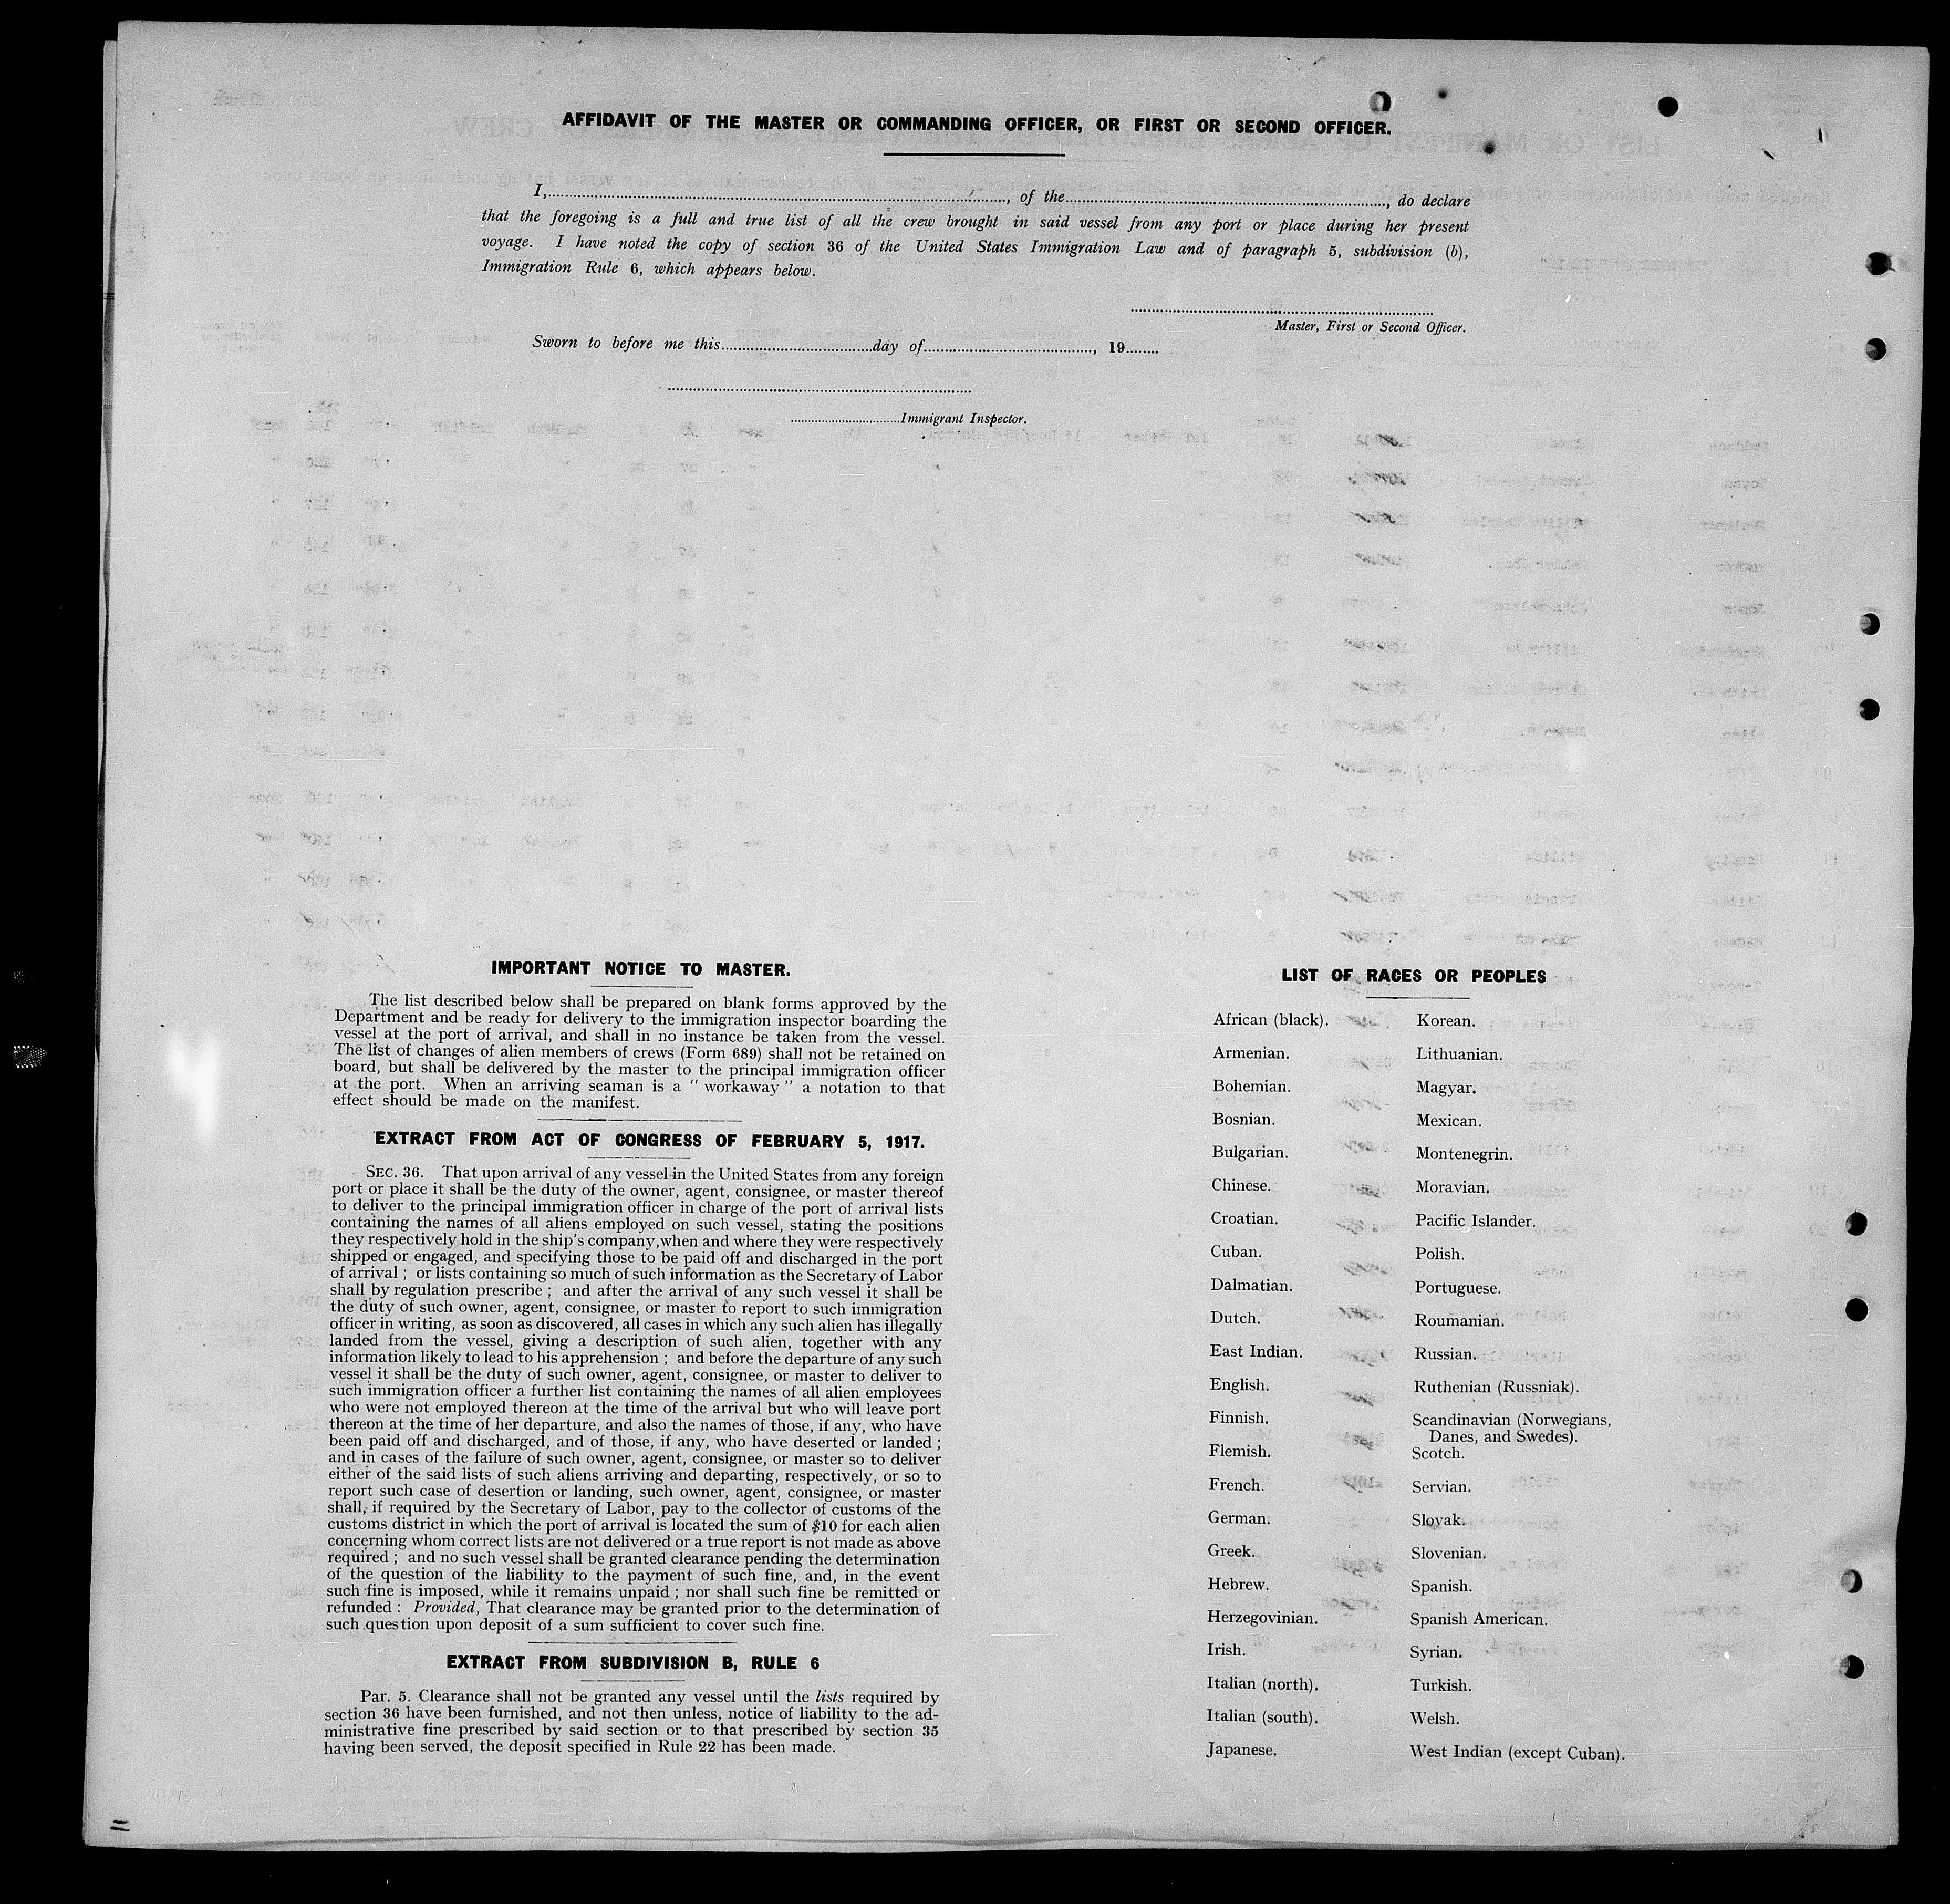 AFFIDAVIT OF THE MASTER OR COMMANDING OFFICER, OR FIRST OR SECOND OFFICER.
I,.........., of the.........., do declare
that the foregoing is a full and true list of all the crew brought in said vessel from any port or place during her present
voyage. I have noted the copy of section 36 of the United States Immigration Law and of paragraph 5, subdivision (b),
Immigration Rule 6, which appears below.
Master, First or Second Officer.
Sworn to before me this..........day of.........., 19........
..........Immigrant Inspector.
IMPORTANT NOTICE TO MASTER.
The list described below shall be prepared on blank forms approved by the
Department and be ready for delivery to the immigration inspector boarding the
vessel at the port of arrival, and shall in no instance be taken from the vessel.
The list of changes of alien members of crews (Form 689) shall not be retained on
board, but shall be delivered by the master to the principal immigration officer
at the port. When an arriving seaman is a “ workaway ” a notation to that
effect should be made on the manifest.
EXTRACT FROM ACT OF CONGRESS OF FEBRUARY 5, 1917.
SEC. 36. That upon arrival of any vessel in the United States from any foreign
port or place it shall be the duty of the owner, agent, consignee, or master thereof
to deliver to the principal immigration officer in charge of the port of arrival lists
containing the names of all aliens employed on such vessel, stating the positions
they respectively hold in the ship's company, when and where they were respectively
shipped or engaged, and specifying those to be paid off and discharged in the port
of arrival ; or lists containing so much of such information as the Secretary of Labor
shall by regulation prescribe ; and after the arrival of any such vessel it shall be
the duty of such owner, agent, consignee, or master to report to such immigration
officer in writing, as soon as discovered, all cases in which any such alien has illegally
landed from the vessel, giving a description of such alien, together with any
information likely to lead to his apprehension ; and before the departure of any such
vessel it shall be the duty of such owner, agent, consignee, or master to deliver to
such immigration officer a further list containing the names of all alien employees
who were not employed thereon at the time of the arrival but who will leave port
thereon at the time of her departure, and also the names of those, if any, who have
been paid off and discharged, and of those, if any, who have deserted or landed ;
and in cases of the failure of such owner, agent, consignee, or master so to deliver
either of the said lists of such aliens arriving and departing, respectively, or so to
report such case of desertion or landing, such owner, agent, consignee, or master
shall, if required by the Secretary of Labor, pay to the collector of customs of the
customs district in which the port of arrival is located the sum of $10 for each alien
concerning whom correct lists are not delivered or a true report is not made as above
required ; and no such vessel shall be granted clearance pending the determination
of the question of the liability to the payment of such fine, and, in the event
such fine is imposed, while it remains unpaid ; nor shall such fine be remitted or
refunded : Provided, That clearance may be granted prior to the determination of
such question upon deposit of a sum sufficient to cover such fine.
EXTRACT FROM SUBDIVISION B, RULE 6
Par. 5. Clearance shall not be granted any vessel until the lists required by
section 36 have been furnished, and not then unless, notice of liability to the ad-
ministrative fine prescribed by said section or to that prescribed by section 35
having been served, the deposit specified in Rule 22 has been made.
LIST OF RACES OR PEOPLES
African (black).
Armenian.
Bohemian.
Bosnian.
Bulgarian.
Chinese.
Croatian.
Cuban.
Dalmatian.
Dutch.
East Indian.
English.
Finnish.
Flemish.
French.
German.
Greek.
Hebrew.
Herzegovinian.
Irish.
Italian (north).
Italian (south).
Japanese.
Korean.
Lithuanian.
Magyar.
Mexican.
Montenegrin.
Moravian.
Pacific Islander.
Polish.
Portuguese.
Roumanian.
Russian.
Ruthenian (Russniak).
Scandinavian (Norwegians,
Danes, and Swedes).
Scotch.
Servian.
Slovak.
Slovenian.
Spanish.
Spanish American.
Syrian.
Turkish.
Welsh.
West Indian (except Cuban).